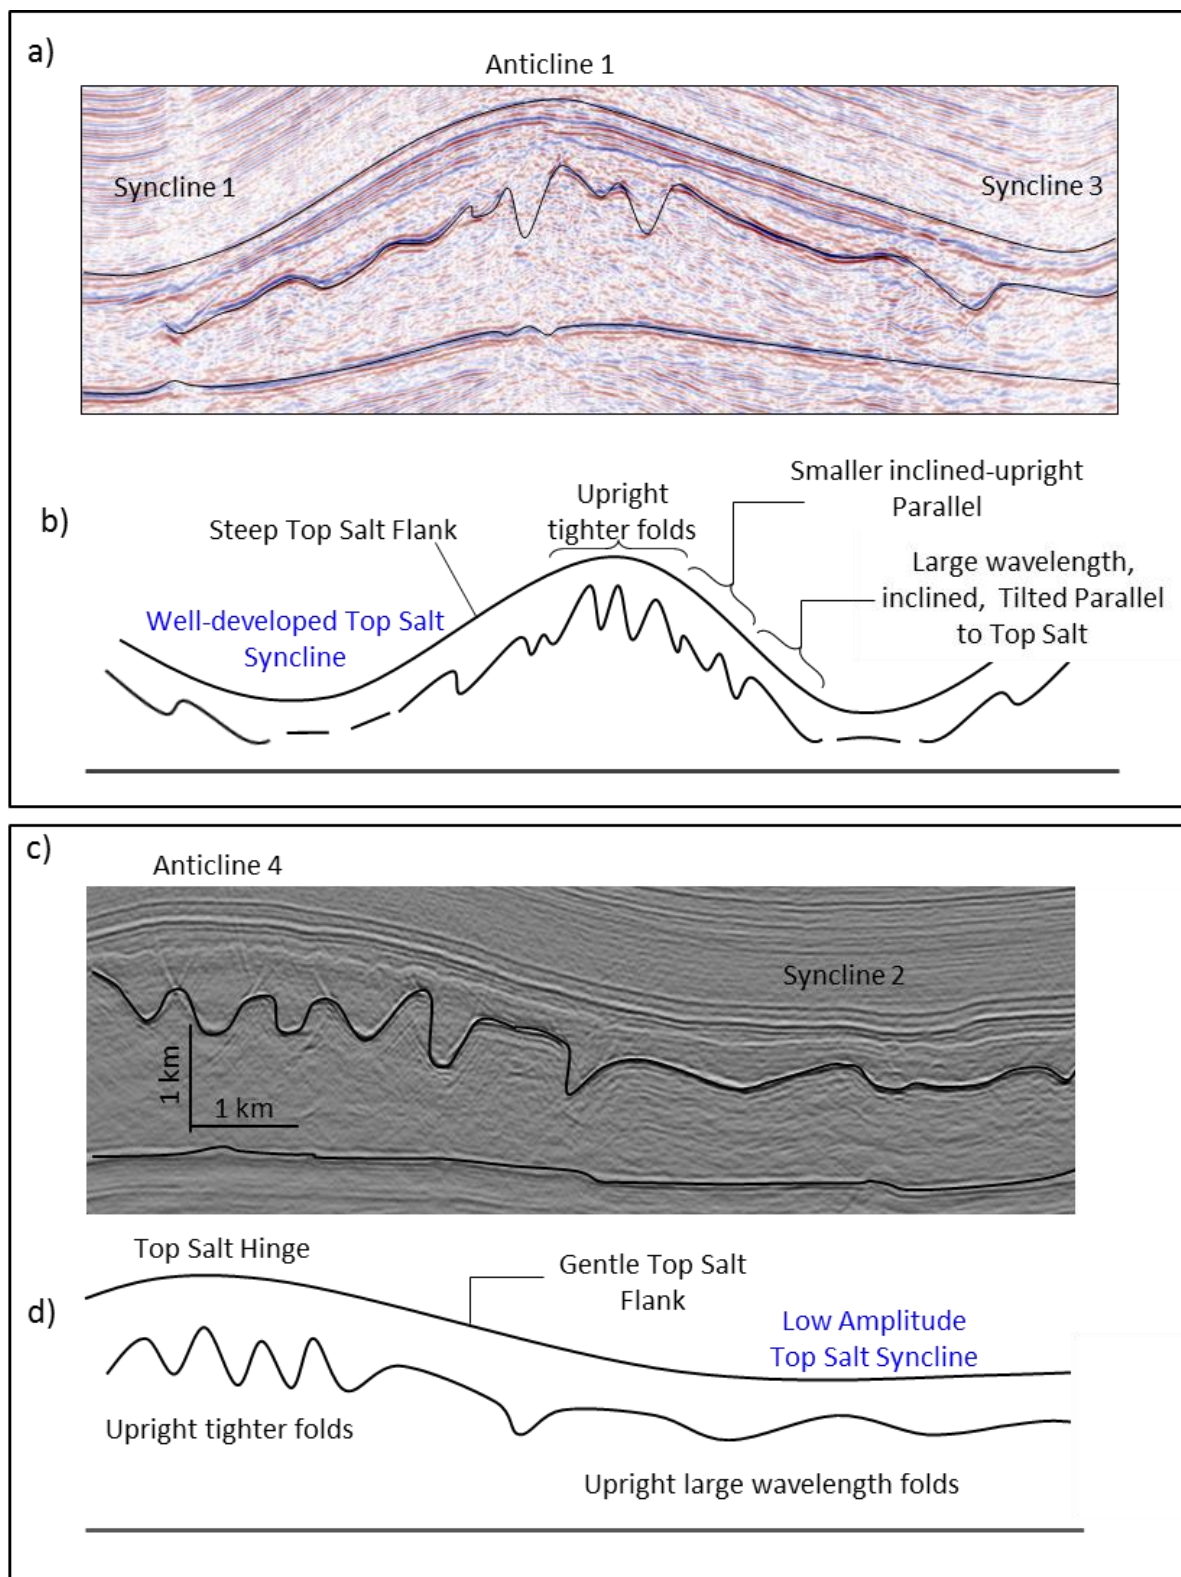 a)
Anticline 1
Syncline 1
Syncline 3
b)
Steep Top Salt Flank
Upright
tighter folds
Smaller inclined-upright
Parallel
Well-developed Top Salt
Syncline
Large wavelength,
inclined, Tilted Parallel
to Top Salt
c)
Anticline 4
Syncline 2
1 km
1 km
d)
Top Salt Hinge
Gentle Top Salt
Flank
Low Amplitude
Top Salt Syncline
Upright tighter folds
Upright large wavelength folds